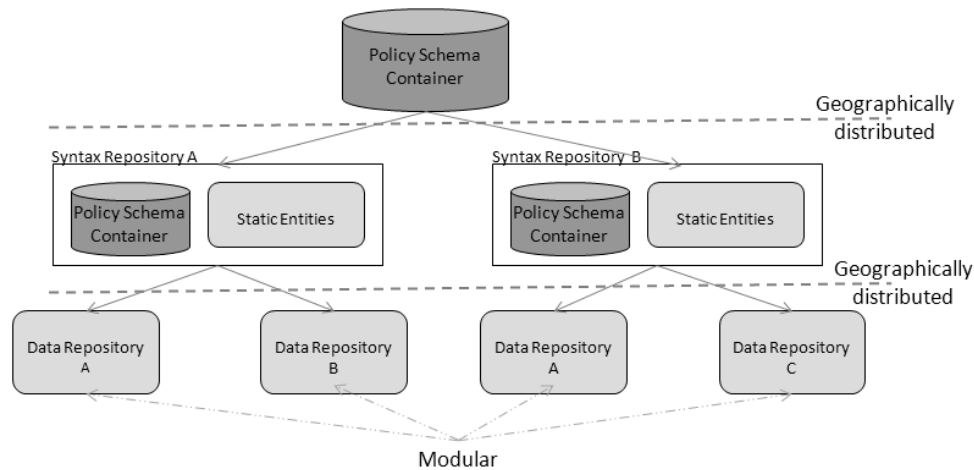 Policy Schema
Container
Geographically
distributed
Syntax Repository A
Syntax Repository B
Policy Schema
Container
Static Entities
Policy Schema
Container
Static Entities
Geographically
distributed
Data Repository
A
Data Repository
B
Data Repository
A
Data Repository
C
Modular